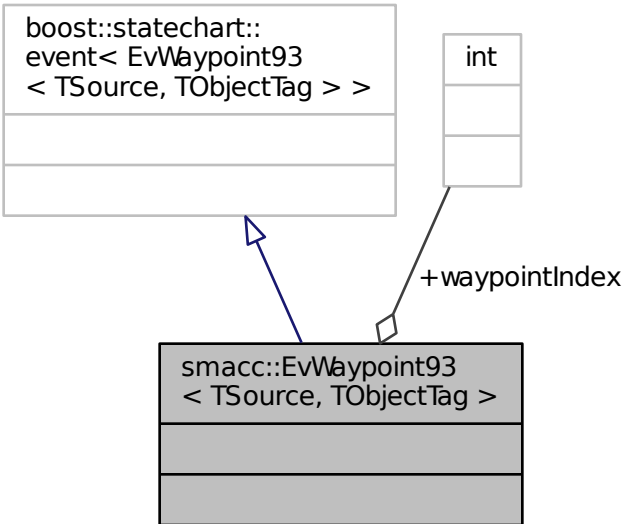 boost::statechart::
event< EvWaypoint93
< TSource, TObjectTag > >
int
+waypointIndex
smacc::EvWaypoint93
< TSource, TObjectTag >